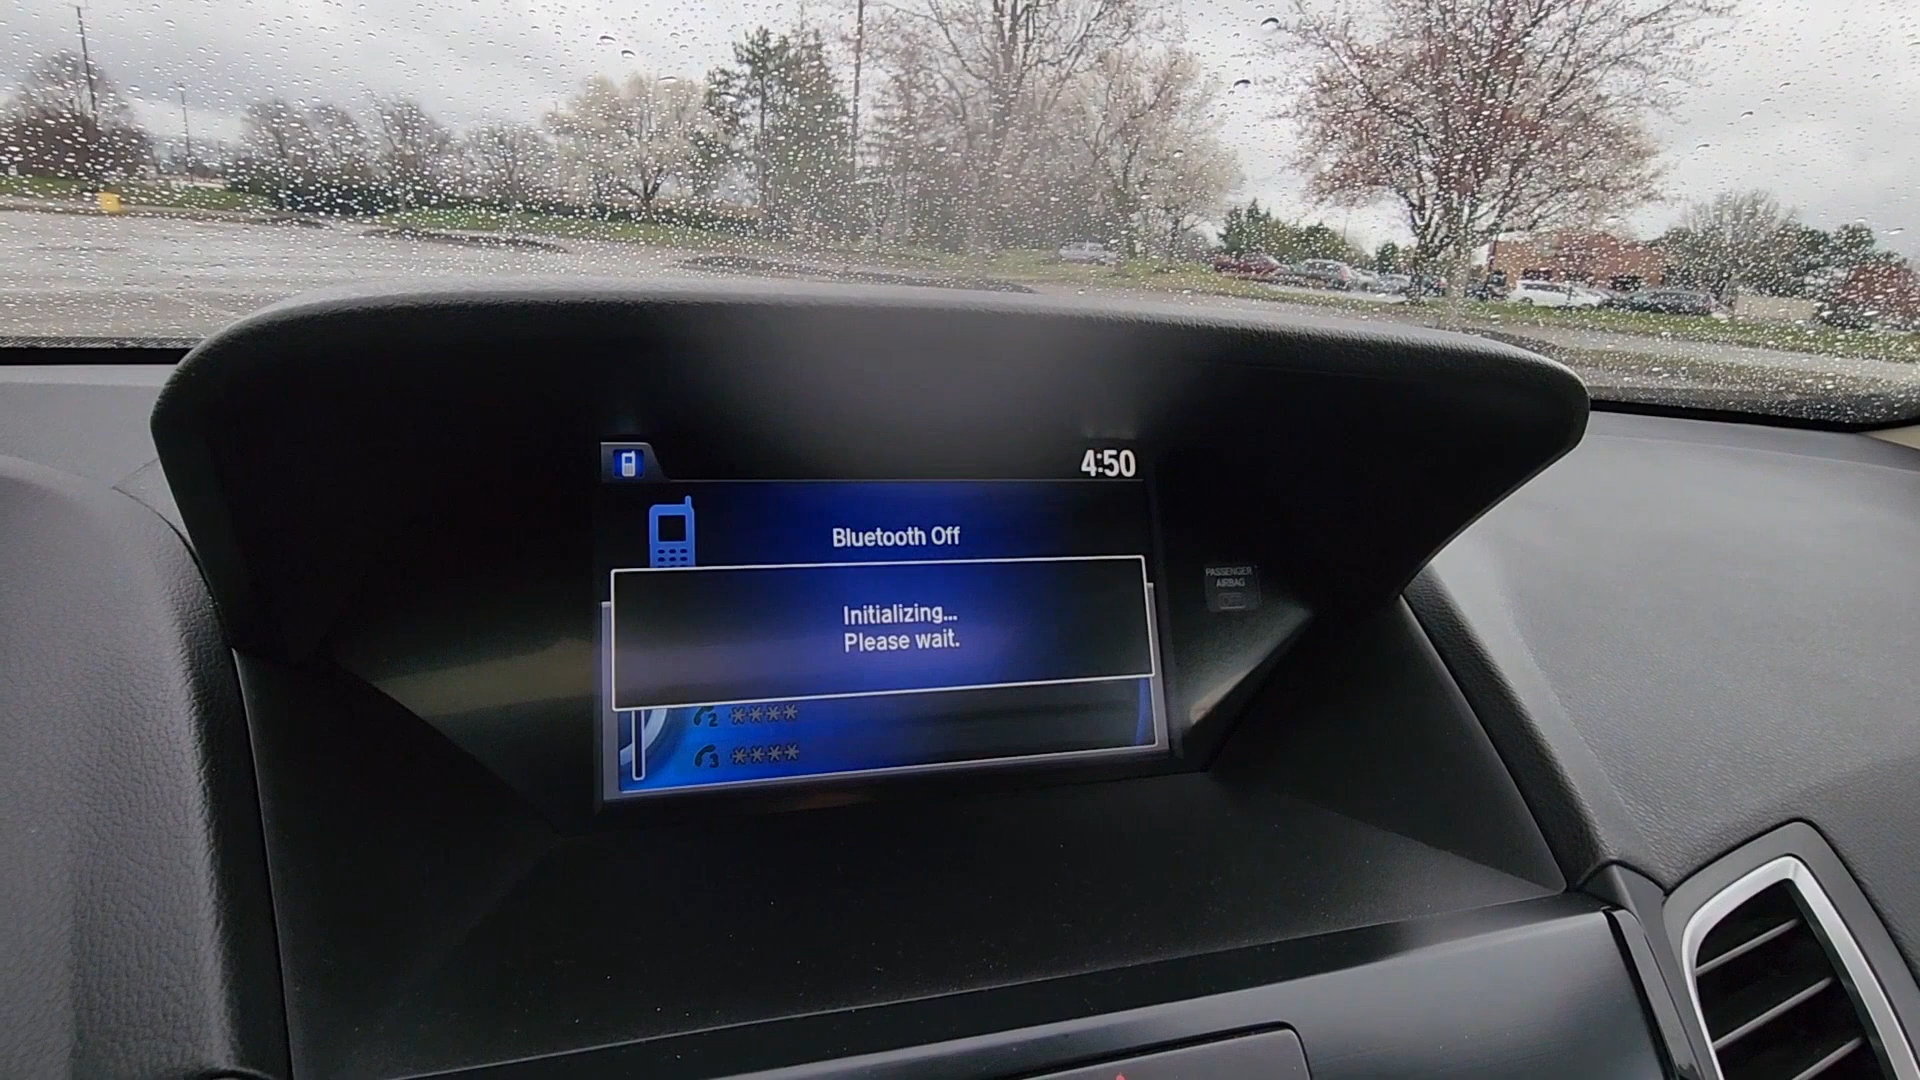 4:50
Bluetooth Off
Initializing...
Please wait.
2 ****
3 ****
PASSENGER
AIRBAG